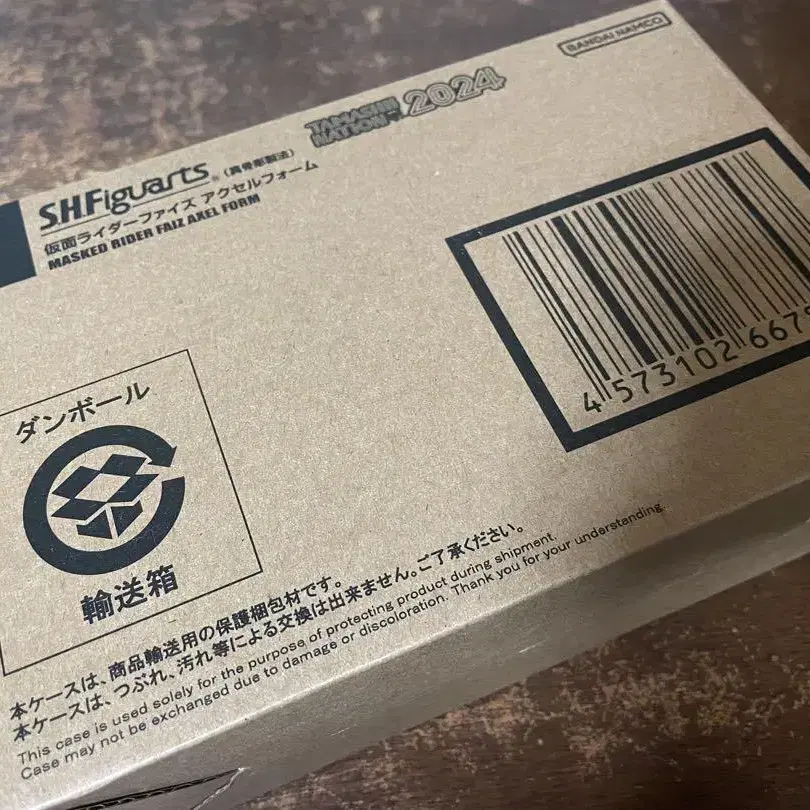 BANDAI NAMCO
TAMASHII
NATION™ 2024
S.H.Figuarts® (真骨彫製法)
仮面ライダーファイズ アクセルフォーム
MASKED RIDER FAIZ AXEL FORM
4 573102 667
ダンボール
輸送箱
本ケースは、商品輸送用の保護梱包材です。
本ケースは、つぶれ、汚れ等による交換は出来ません。ご了承ください。
This case is used solely for the purpose of protecting product during shipment.
Case may not be exchanged due to damage or discoloration. Thank you for your understanding.